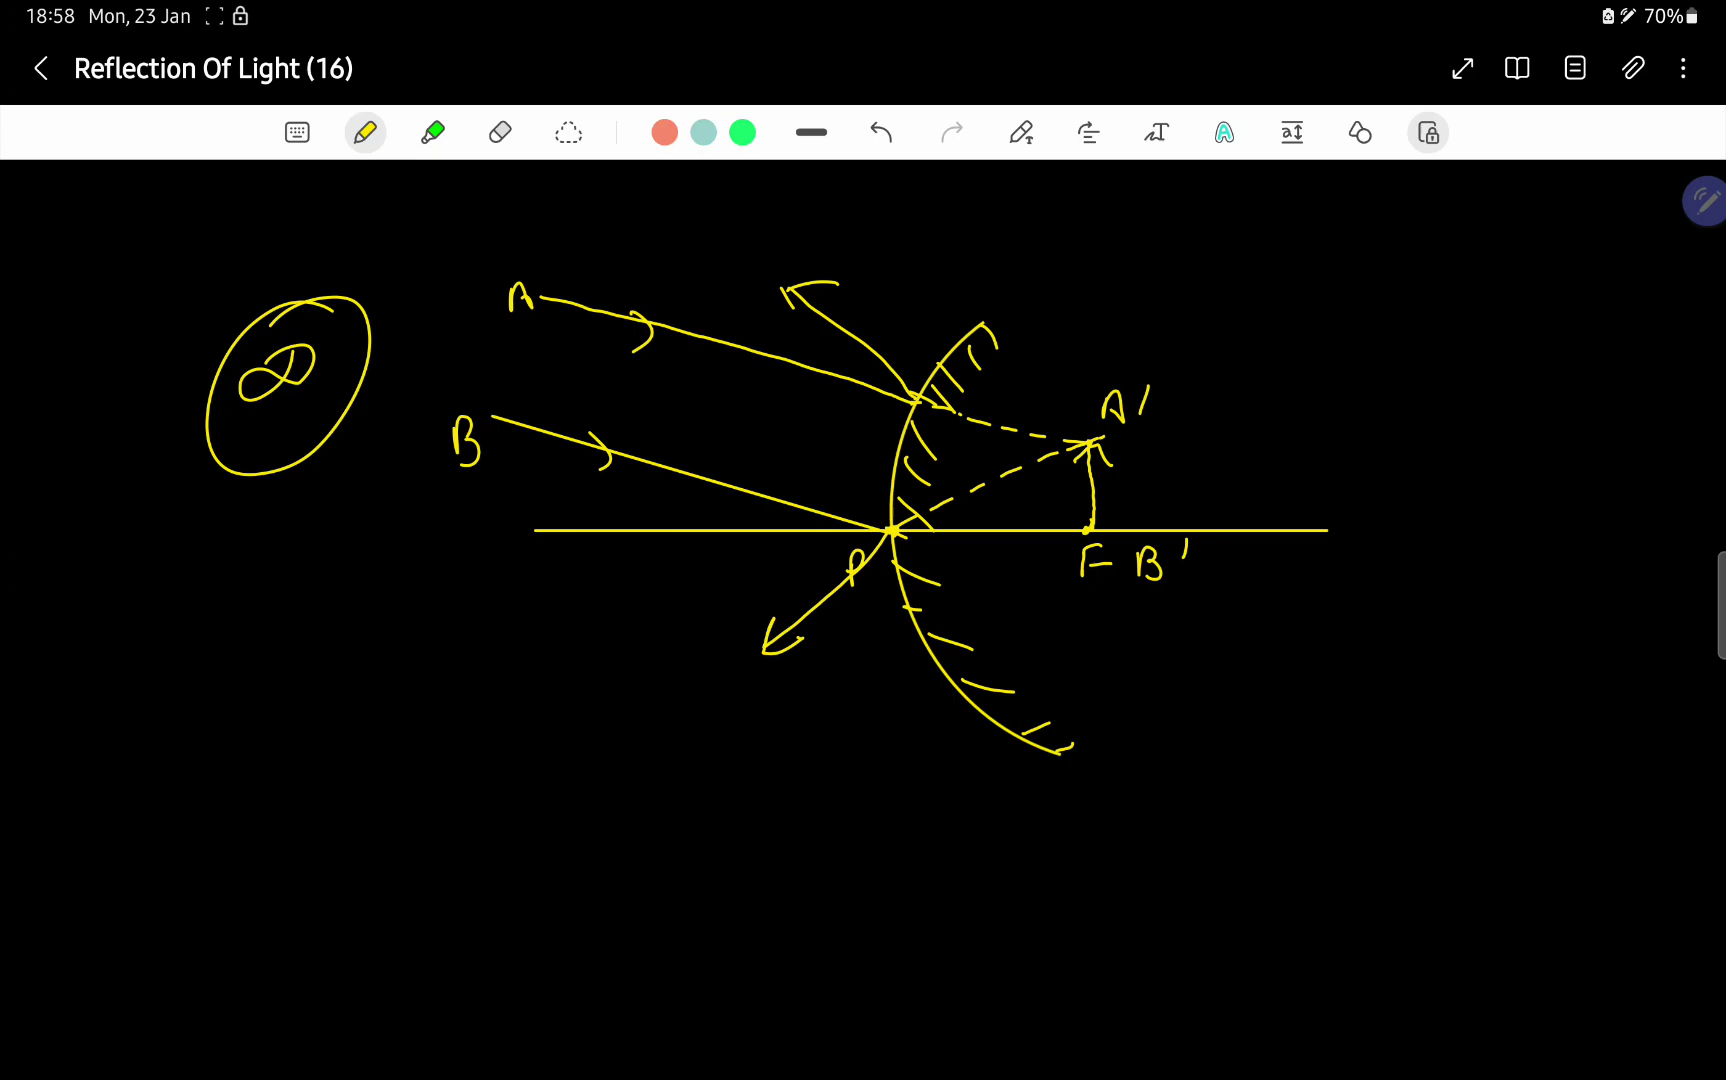 18:58 Mon, 23 Jan 70%
Reflection Of Light (16)
A
∞
A'
B
P
F B'